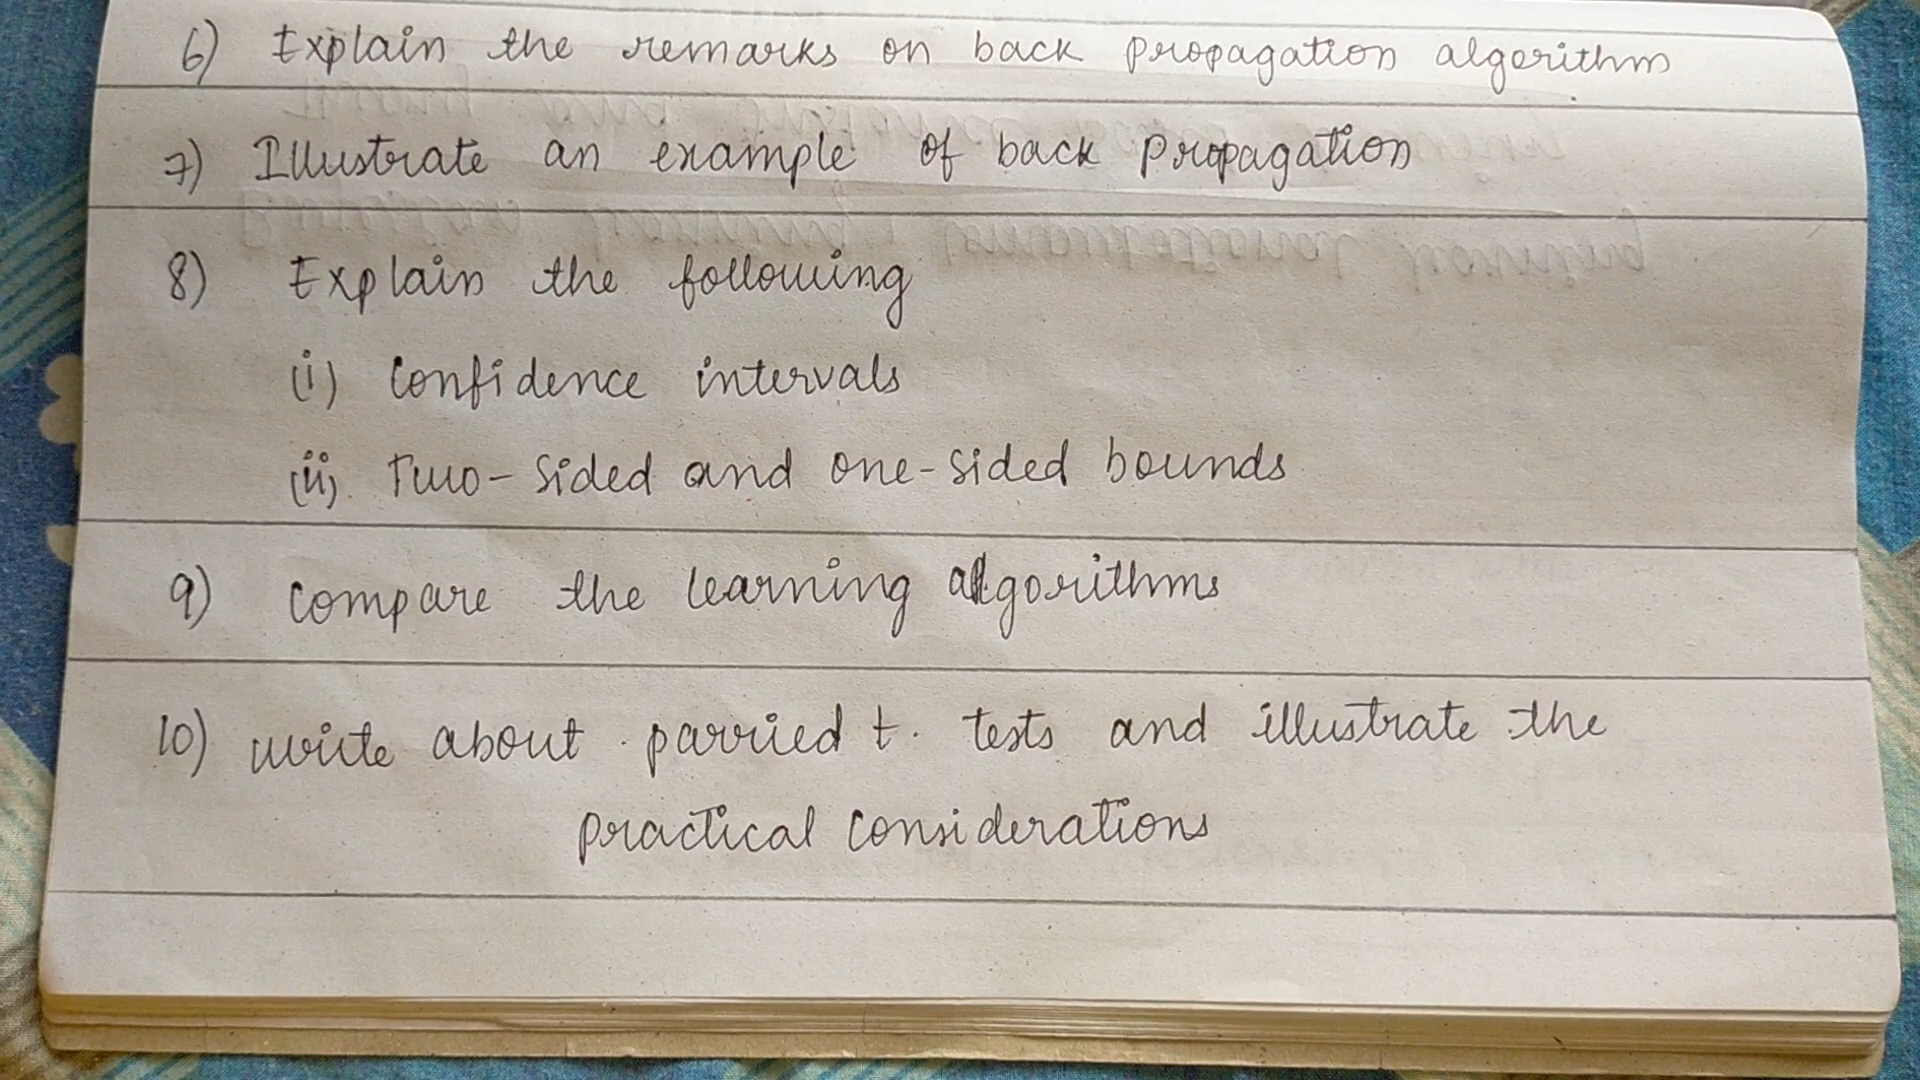 6) Explain the remarks on back propagation algorithm
7) Illustrate an example of back propagation
8) Explain the following
(i) Confidence intervals
(ii) Two-sided and one-sided bounds
9) compare the learning algorithms
10) write about parried t. tests and illustrate the
practical considerations